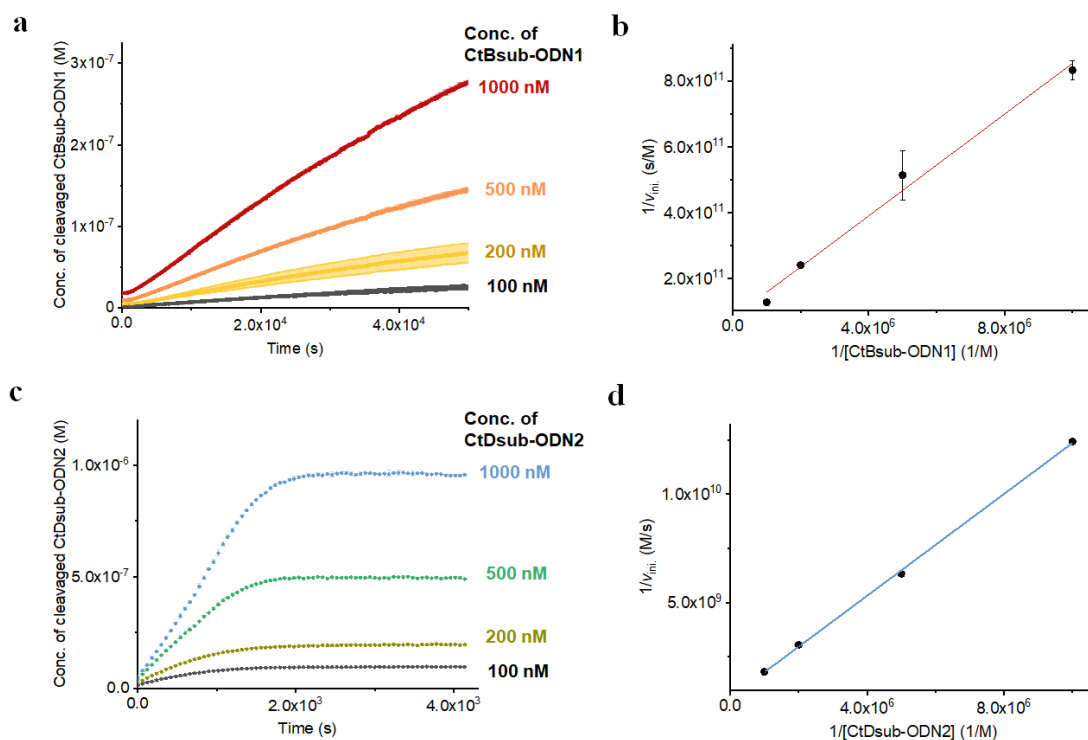 a
Conc. of cleavaged CtBsub-ODN1 (M)
3x10⁻⁷
2x10⁻⁷
1x10⁻⁷
0
0.0
2.0x10⁴
4.0x10⁴
Time (s)
Conc. of
CtBsub-ODN1
1000 nM
500 nM
200 nM
100 nM
b
1/vini. (s/M)
8.0x10¹¹
6.0x10¹¹
4.0x10¹¹
2.0x10¹¹
0.0
4.0x10⁶
8.0x10⁶
1/[CtBsub-ODN1] (1/M)
c
Conc. of cleavaged CtDsub-ODN2 (M)
1.0x10⁻⁶
5.0x10⁻⁷
0.0
0.0
2.0x10³
4.0x10³
Time (s)
Conc. of
CtDsub-ODN2
1000 nM
500 nM
200 nM
100 nM
d
1/vini. (M/s)
1.0x10¹⁰
5.0x10⁹
0.0
4.0x10⁶
8.0x10⁶
1/[CtDsub-ODN2] (1/M)